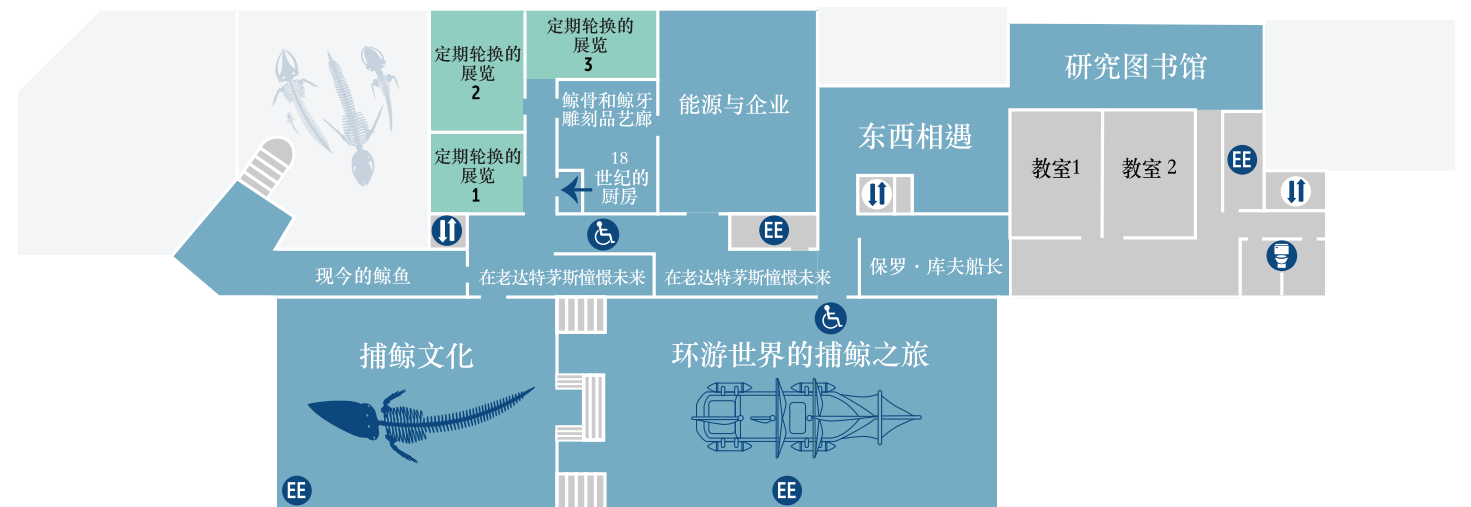 定期轮换的
展览
2
定期轮换的
展览
3
鲸骨和鲸牙
雕刻品艺廊
能源与企业
研究图书馆
东西相遇
定期轮换的
展览
1
18
世纪的
厨房
教室1
教室 2
EE
EE
现今的鲸鱼
在老达特茅斯憧憬未来
在老达特茅斯憧憬未来
保罗·库夫船长
捕鲸文化
环游世界的捕鲸之旅
EE
EE